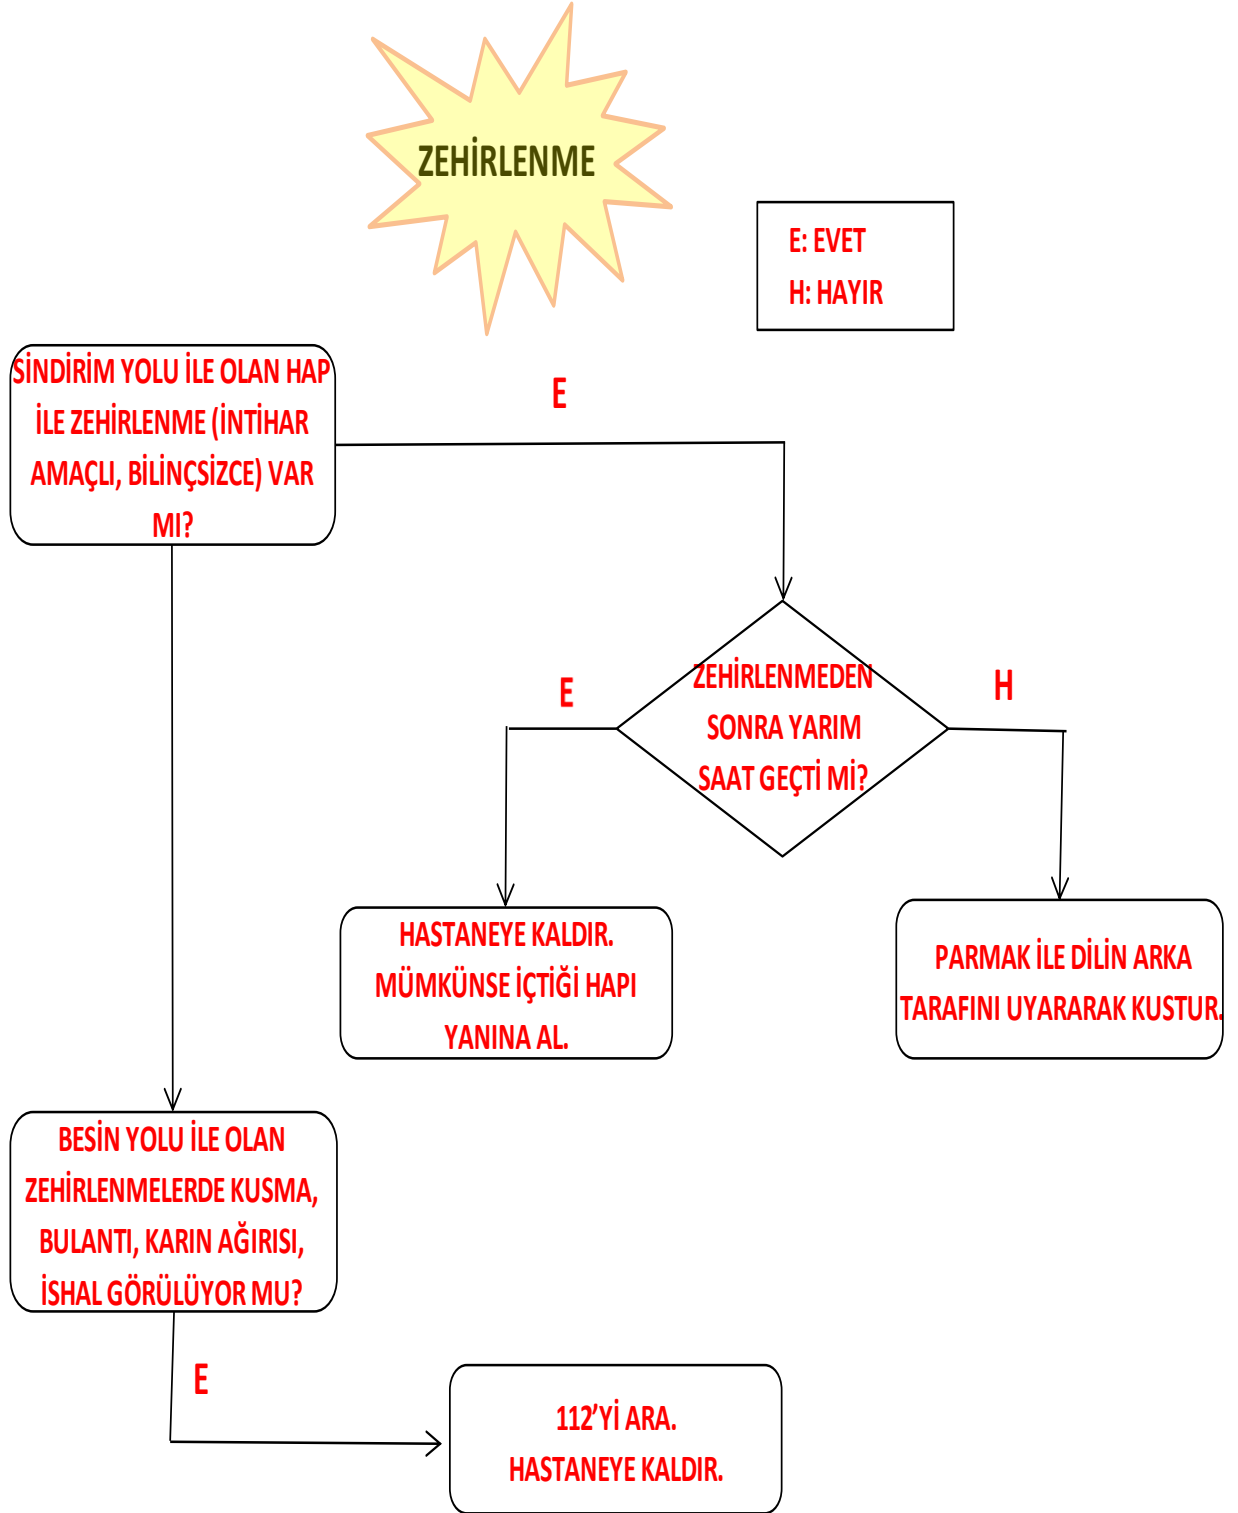 ZEHİRLENME
E: EVET
H: HAYIR
SİNDİRİM YOLU İLE OLAN HAP
İLE ZEHİRLENME (İNTİHAR
AMAÇLI, BİLİNÇSİZCE) VAR
MI?
E
ZEHİRLENMEDEN
SONRA YARIM
SAAT GEÇTİ Mİ?
E
H
HASTANEYE KALDIR.
MÜMKÜNSE İÇTİĞİ HAPI
YANINA AL.
PARMAK İLE DİLİN ARKA
TARAFINI UYARARAK KUSTUR.
BESİN YOLU İLE OLAN
ZEHİRLENMELERDE KUSMA,
BULANTI, KARIN AĞIRISI,
İSHAL GÖRÜLÜYOR MU?
E
112’Yİ ARA.
HASTANEYE KALDIR.